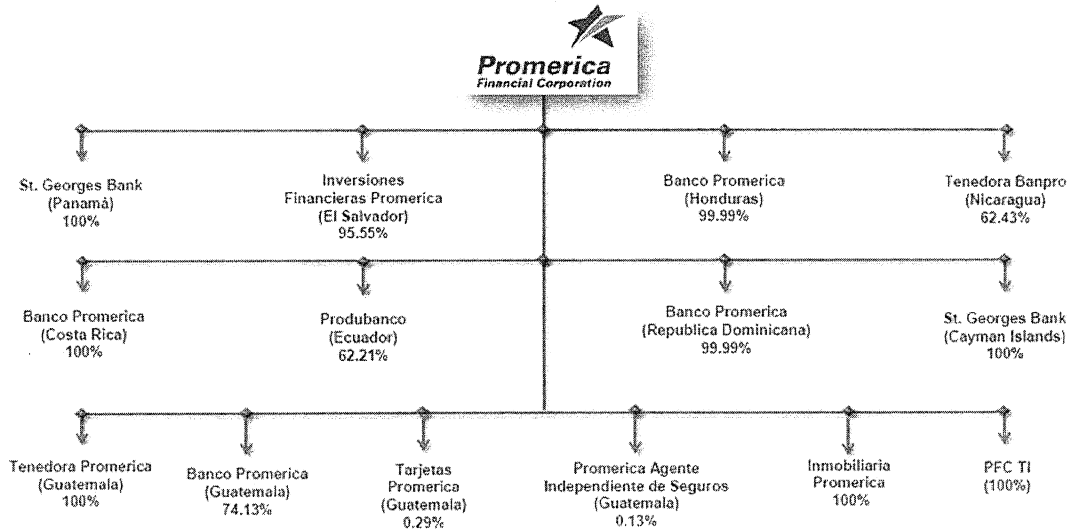 Promerica
Financial Corporation
St. Georges Bank
(Panamá)
100%
Inversiones
Financieras Promerica
(El Salvador)
95.55%
Banco Promerica
(Honduras)
99.99%
Tenedora Banpro
(Nicaragua)
62.43%
Banco Promerica
(Costa Rica)
100%
Produbanco
(Ecuador)
62.21%
Banco Promerica
(Republica Dominicana)
99.99%
St. Georges Bank
(Cayman Islands)
100%
Tenedora Promerica
(Guatemala)
100%
Banco Promerica
(Guatemala)
74.13%
Tarjetas
Promerica
(Guatemala)
0.29%
Promerica Agente
Independiente de Seguros
(Guatemala)
0.13%
Inmobiliaria
Promerica
100%
PFC TI
(100%)